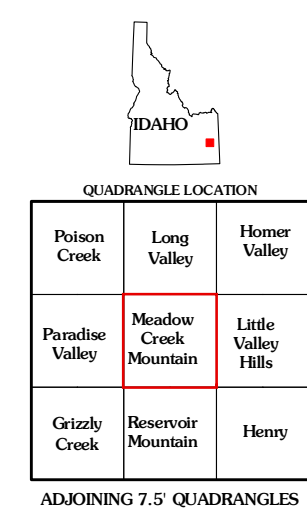 IDAHO
QUADRANGLE LOCATION
Poison
Creek
Long
Valley
Homer
Valley
Paradise
Valley
Meadow
Creek
Mountain
Little
Valley
Hills
Grizzly
Creek
Reservoir
Mountain
Henry
ADJOINING 7.5' QUADRANGLES